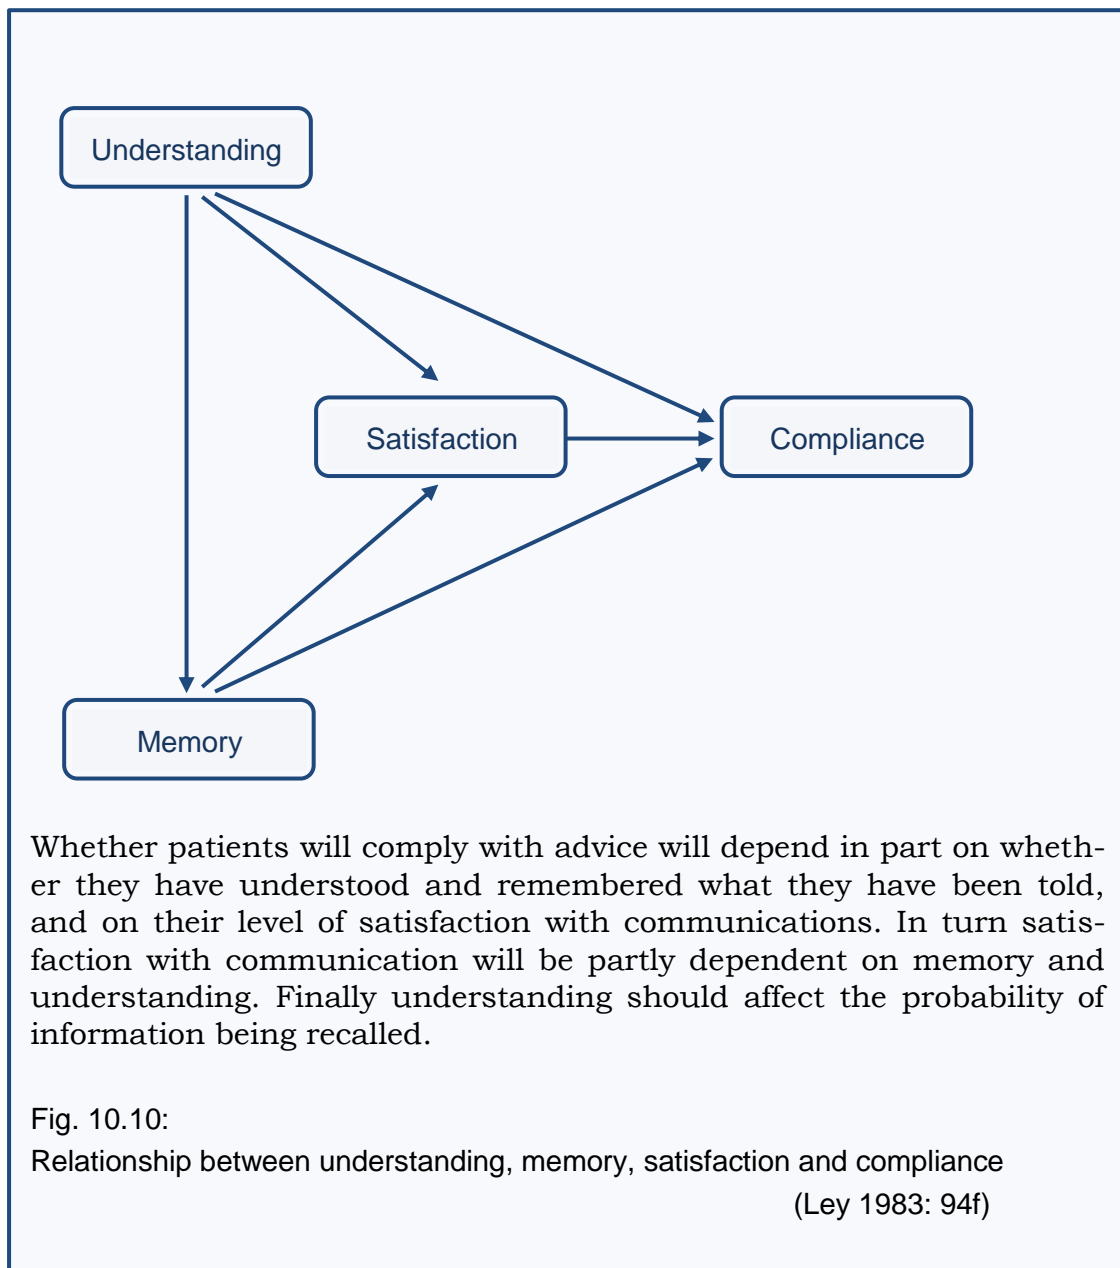 Understanding
Satisfaction
Compliance
Memory
Whether patients will comply with advice will depend in part on wheth-
er they have understood and remembered what they have been told,
and on their level of satisfaction with communications. In turn satis-
faction with communication will be partly dependent on memory and
understanding. Finally understanding should affect the probability of
information being recalled.
Fig. 10.10:
Relationship between understanding, memory, satisfaction and compliance
(Ley 1983: 94f)